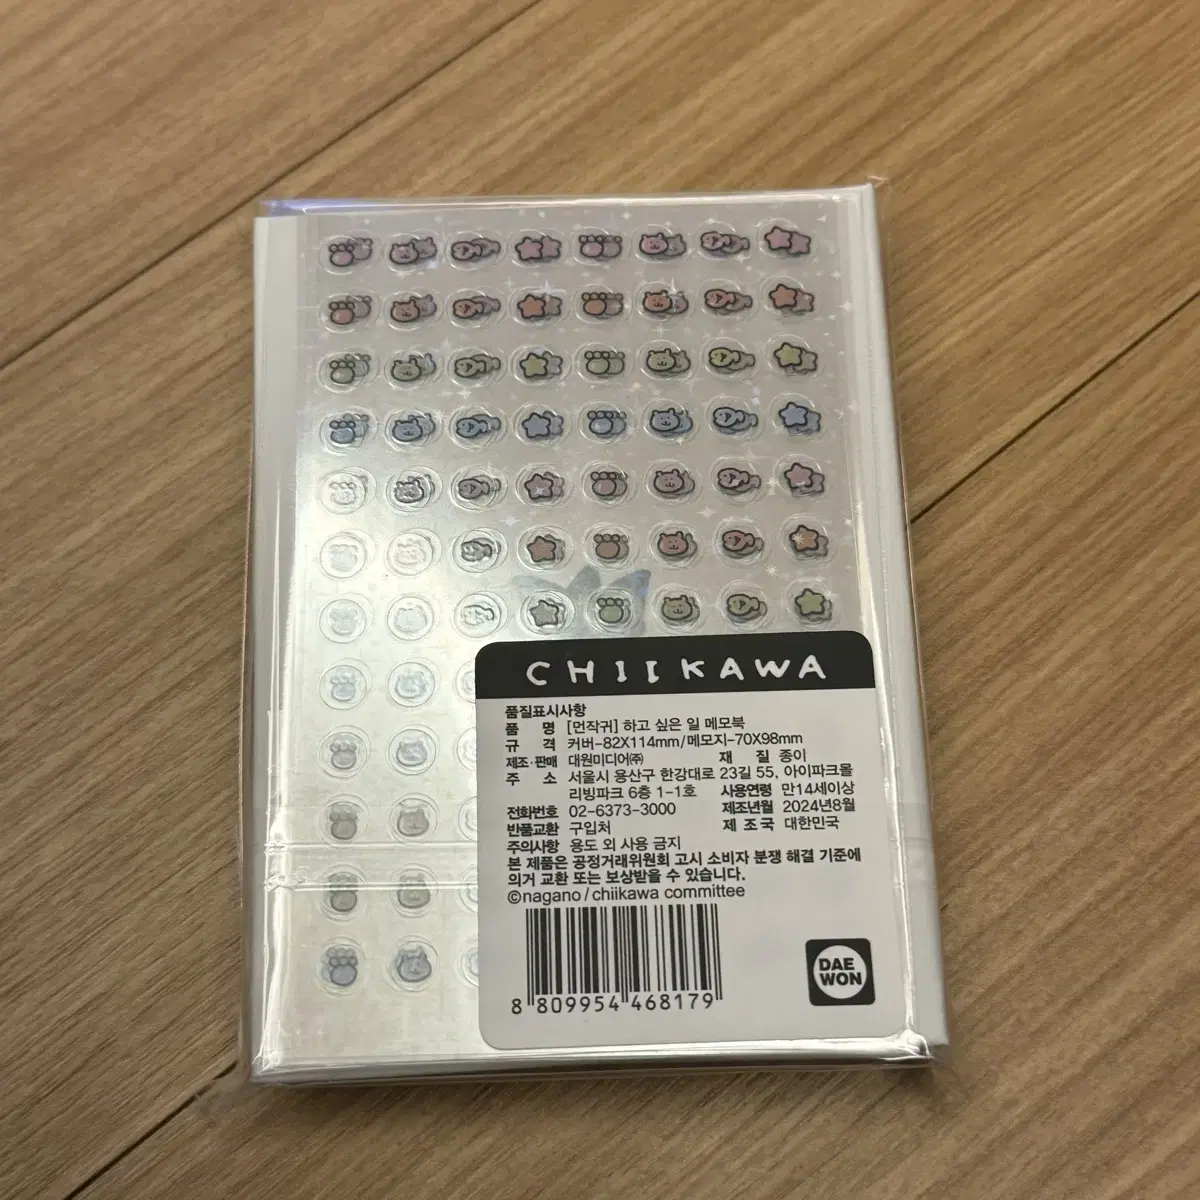 CHIIKAWA
품질표시사항
품 명 [먼작귀] 하고 싶은 일 메모북
규 격 커버-82X114mm/메모지-70X98mm
제조·판매 대원미디어㈜ 재 질 종이
주 소 서울시 용산구 한강대로 23길 55, 아이파크몰
리빙파크 6층 1-1호 사용연령 만14세이상
전화번호 02-6373-3000 제조년월 2024년8월
반품교환 구입처 제 조 국 대한민국
주의사항 용도 외 사용 금지
본 제품은 공정거래위원회 고시 소비자 분쟁 해결 기준에
의거 교환 또는 보상받을 수 있습니다.
©nagano/chiikawa committee
8 809954 468179
DAE
WON